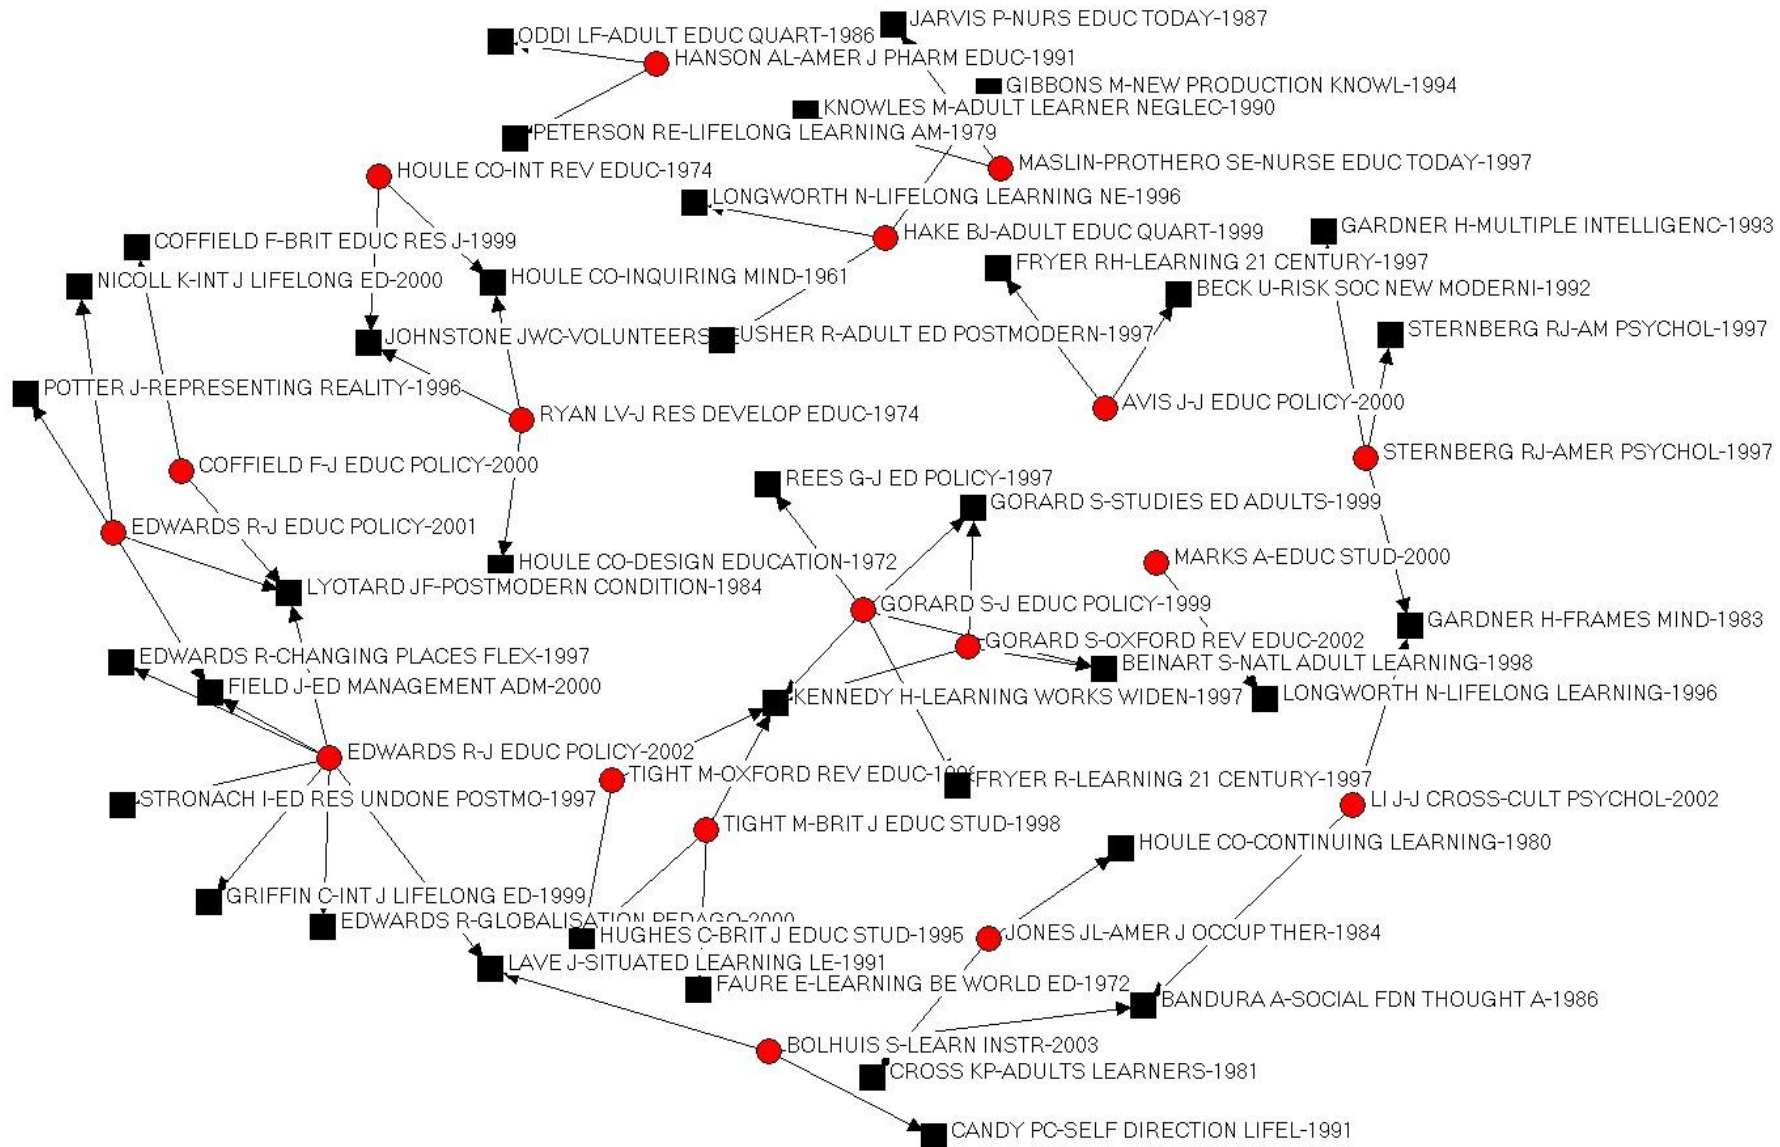 JARVIS P-NURS EDUC TODAY-1987
ODDI LF-ADULT EDUC QUART-1986
HANSON AL-AMER J PHARM EDUC-1991
GIBBONS M-NEW PRODUCTION KNOWL-1994
KNOWLES M-ADULT LEARNER NEGLEC-1990
PETERSON RE-LIFELONG LEARNING AM-1979
MASLIN-PROTHERO SE-NURSE EDUC TODAY-1997
HOULE CO-INT REV EDUC-1974
LONGWORTH N-LIFELONG LEARNING NE-1996
GARDNER H-MULTIPLE INTELLIGENC-1993
HAKE BJ-ADULT EDUC QUART-1999
COFFIELD F-BRIT EDUC RES J-1999
FRYER RH-LEARNING 21 CENTURY-1997
HOULE CO-INQUIRING MIND-1961
NICOLL K-INT J LIFELONG ED-2000
BECK U-RISK SOC NEW MODERNI-1992
STERNBERG RJ-AM PSYCHOL-1997
JOHNSTONE JWC-VOLUNTEERS
USHER R-ADULT ED POSTMODERN-1997
POTTER J-REPRESENTING REALITY-1996
AVIS J-J EDUC POLICY-2000
RYAN LV-J RES DEVELOP EDUC-1974
STERNBERG RJ-AMER PSYCHOL-1997
COFFIELD F-J EDUC POLICY-2000
REES G-J ED POLICY-1997
GORARD S-STUDIES ED ADULTS-1999
EDWARDS R-J EDUC POLICY-2001
MARKS A-EDUC STUD-2000
HOULE CO-DESIGN EDUCATION-1972
LYOTARD JF-POSTMODERN CONDITION-1984
GORARD S-J EDUC POLICY-1999
GARDNER H-FRAMES MIND-1983
GORARD S-OXFORD REV EDUC-2002
EDWARDS R-CHANGING PLACES FLEX-1997
BEINART S-NATL ADULT LEARNING-1998
FIELD J-ED MANAGEMENT ADM-2000
KENNEDY H-LEARNING WORKS WIDEN-1997
LONGWORTH N-LIFELONG LEARNING-1996
EDWARDS R-J EDUC POLICY-2002
TIGHT M-OXFORD REV EDUC-
FRYER R-LEARNING 21 CENTURY-1997
STRONACH I-ED RES UNDONE POSTMO-1997
LI J-J CROSS-CULT PSYCHOL-2002
TIGHT M-BRIT J EDUC STUD-1998
HOULE CO-CONTINUING LEARNING-1980
GRIFFIN C-INT J LIFELONG ED-1999
EDWARDS R-GLOBALISATION PEDAGO-2000
HUGHES C-BRIT J EDUC STUD-1995
JONES JL-AMER J OCCUP THER-1984
LAVE J-SITUATED LEARNING LE-1991
FAURE E-LEARNING BE WORLD ED-1972
BANDURA A-SOCIAL FDN THOUGHT A-1986
BOLHUIS S-LEARN INSTR-2003
CROSS KP-ADULTS LEARNERS-1981
CANDY PC-SELF DIRECTION LIFEL-1991